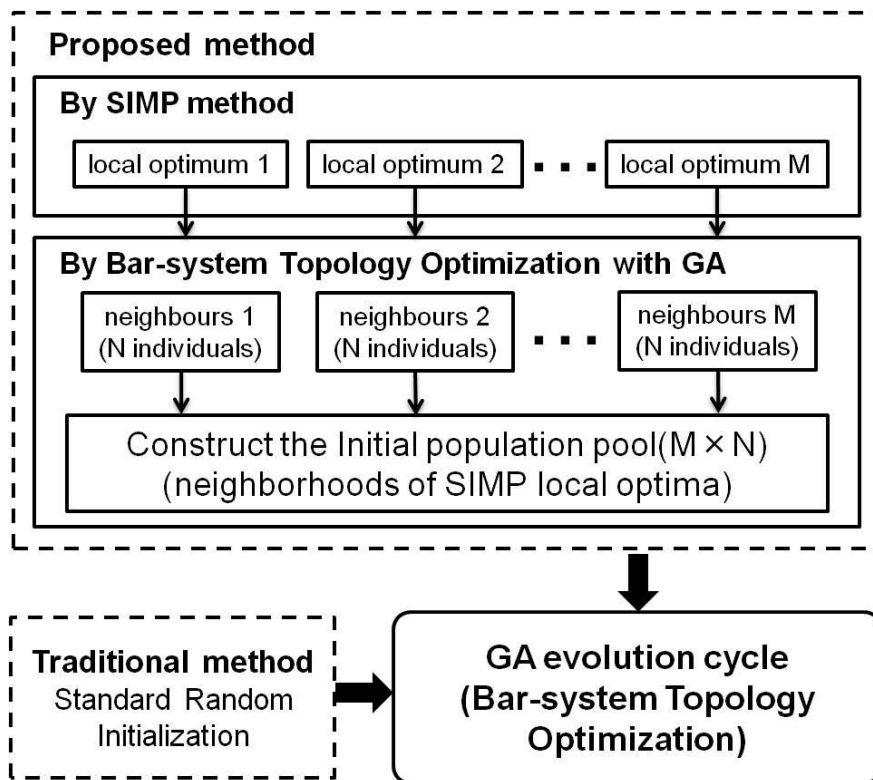 Proposed method
By SIMP method
local optimum 1
local optimum 2
...
local optimum M
By Bar-system Topology Optimization with GA
neighbours 1
(N individuals)
neighbours 2
(N individuals)
...
neighbours M
(N individuals)
Construct the Initial population pool(M × N)
(neighborhoods of SIMP local optima)
Traditional method
Standard Random
Initialization
GA evolution cycle
(Bar-system Topology
Optimization)